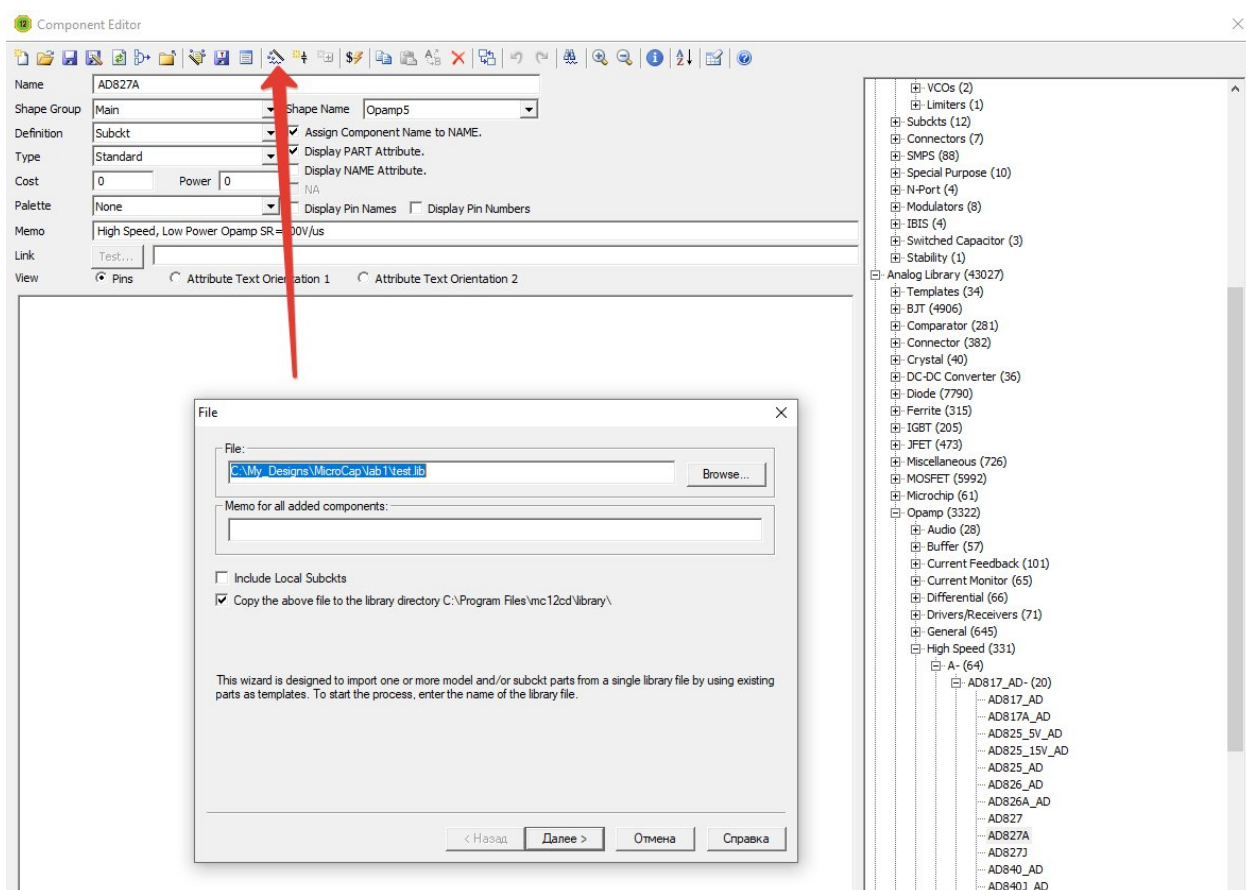 12 Component Editor
Name AD827A
Shape Group Main Shape Name Opamp5
Definition Subckt Assign Component Name to NAME.
Type Standard Display PART Attribute.
Display NAME Attribute.
Cost 0 Power 0
NA
Palette None Display Pin Names Display Pin Numbers
Memo High Speed, Low Power Opamp SR= 00V/us
Link Test...
View Pins Attribute Text Orientation 1 Attribute Text Orientation 2
File
File:
C:\My_Designs\MicroCap\lab1\test.lib Browse...
Memo for all added components:
Include Local Subckts
Copy the above file to the library directory C:\Program Files\mc12cd\library\
This wizard is designed to import one or more model and/or subckt parts from a single library file by using existing
parts as templates. To start the process, enter the name of the library file.
< Назад Далее > Отмена Справка
VCOs (2)
Limiters (1)
Subckts (12)
Connectors (7)
SMPS (88)
Special Purpose (10)
N-Port (4)
Modulators (8)
IBIS (4)
Switched Capacitor (3)
Stability (1)
Analog Library (43027)
Templates (34)
BJT (4906)
Comparator (281)
Connector (382)
Crystal (40)
DC-DC Converter (36)
Diode (7790)
Ferrite (315)
IGBT (205)
JFET (473)
Miscellaneous (726)
MOSFET (5992)
Microchip (61)
Opamp (3322)
Audio (28)
Buffer (57)
Current Feedback (101)
Current Monitor (65)
Differential (66)
Drivers/Receivers (71)
General (645)
High Speed (331)
A- (64)
AD817_AD- (20)
AD817_AD
AD817A_AD
AD825_5V_AD
AD825_15V_AD
AD825_AD
AD826_AD
AD826A_AD
AD827
AD827A
AD827J
AD840_AD
AD840J_AD